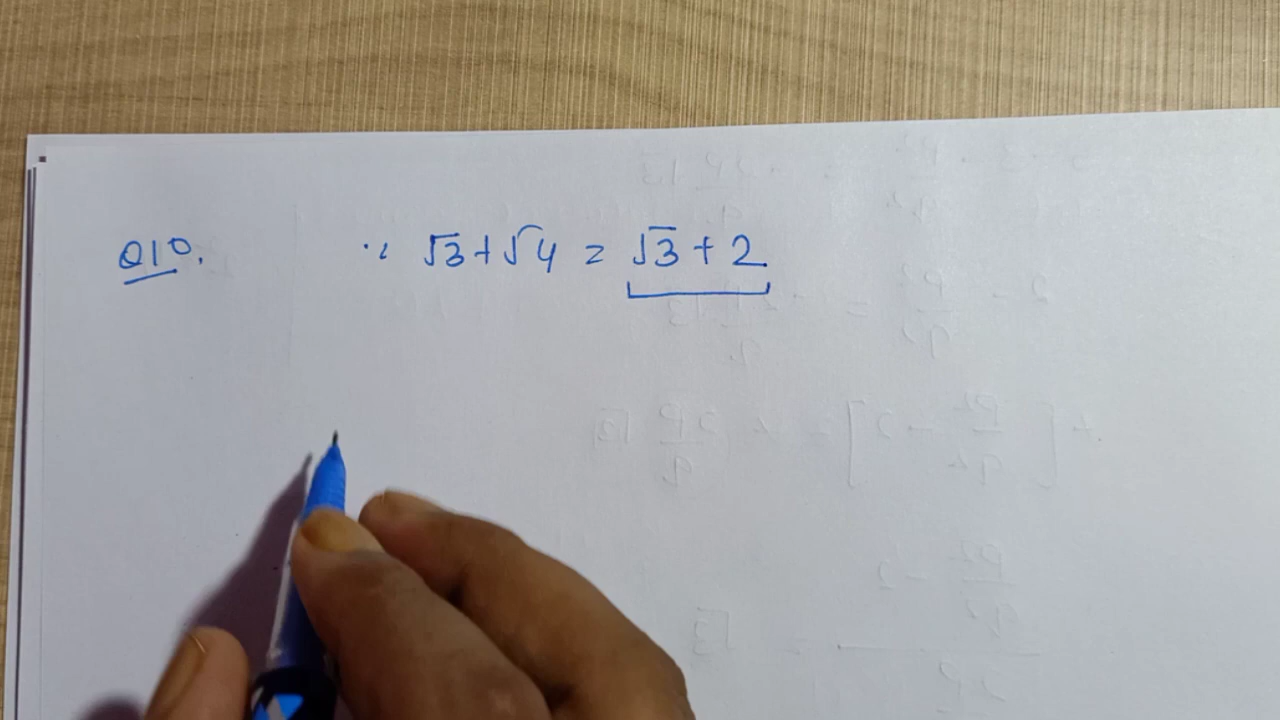 Q10. ∵ √3+√4 = √3 + 2